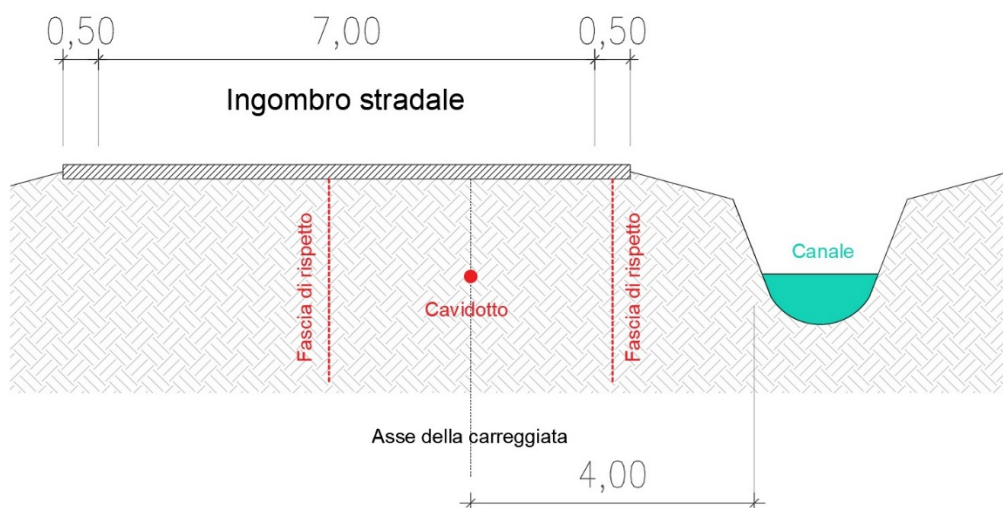 0,50 7,00 0,50
Ingombro stradale
Fascia di rispetto
Cavidotto
Fascia di rispetto
Canale
Asse della carreggiata
4,00